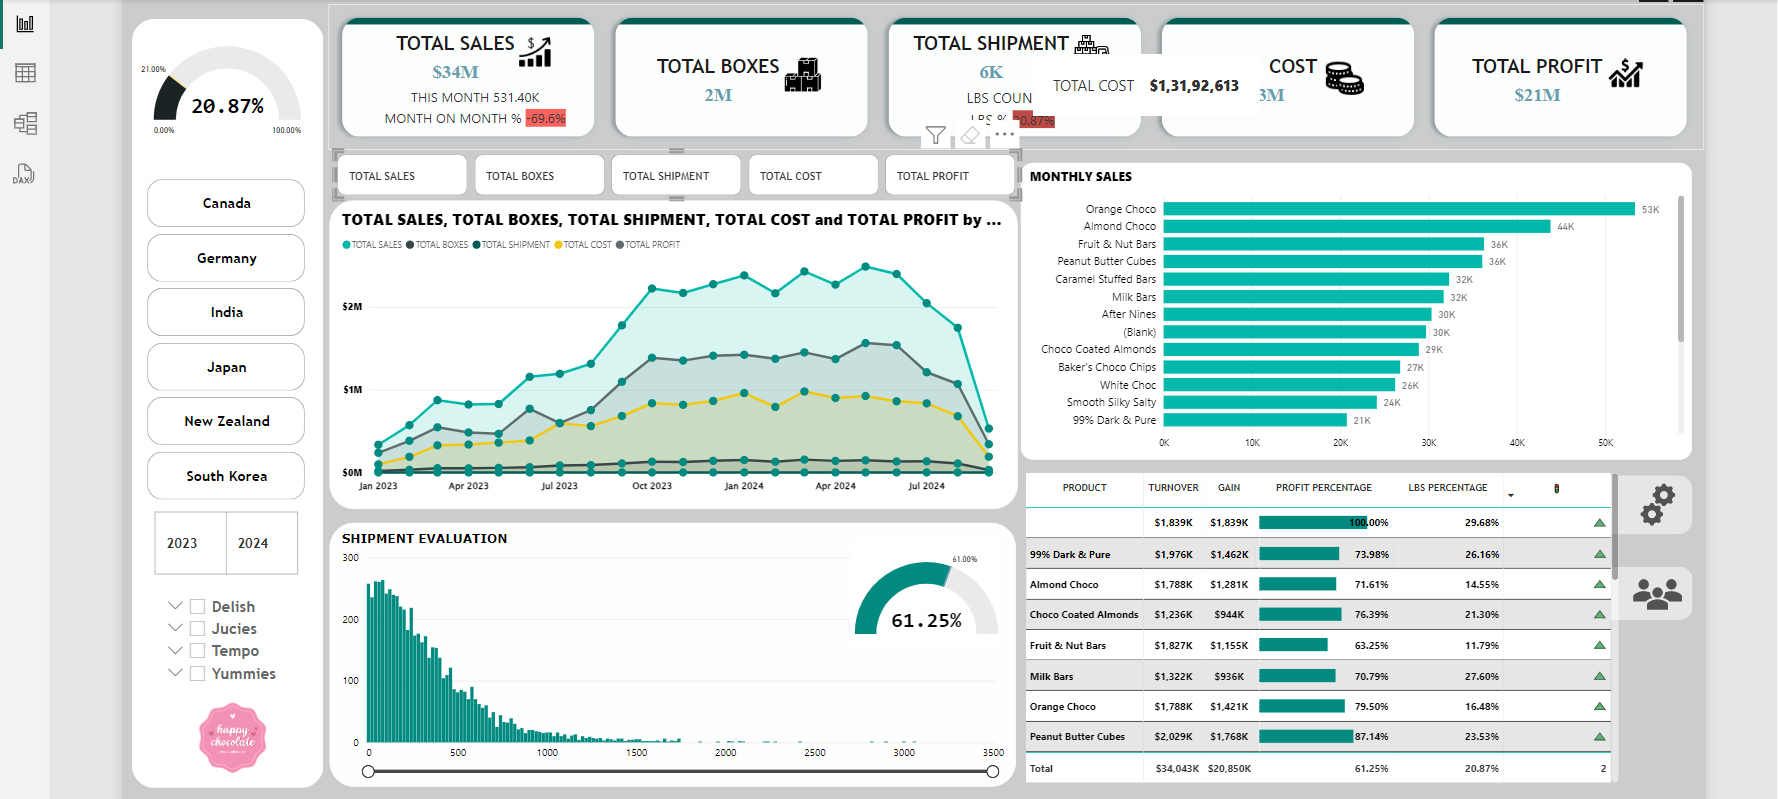 21.00%
20.87%
0.00%
100.00%
Canada
Germany
India
Japan
New Zealand
South Korea
2023
2024
Delish
Jucies
Tempo
Yummies
happy
chocolate
DAX
TOTAL SALES
$34M
THIS MONTH 531.40K
MONTH ON MONTH % -69.6%
TOTAL BOXES
2M
TOTAL SHIPMENT
6K
LBS COUN
LBS % 20.87%
TOTAL COST $1,31,92,613
COST
3M
TOTAL PROFIT
$21M
TOTAL SALES
TOTAL BOXES
TOTAL SHIPMENT
TOTAL COST
TOTAL PROFIT
TOTAL SALES, TOTAL BOXES, TOTAL SHIPMENT, TOTAL COST and TOTAL PROFIT by ...
TOTAL SALES TOTAL BOXES TOTAL SHIPMENT TOTAL COST TOTAL PROFIT
$2M
$1M
$0M
Jan 2023 Apr 2023 Jul 2023 Oct 2023 Jan 2024 Apr 2024 Jul 2024
SHIPMENT EVALUATION
300
200
100
0
0 500 1000 1500 2000 2500 3000 3500
61.00%
61.25%
MONTHLY SALES
Orange Choco 53K
Almond Choco 44K
Fruit & Nut Bars 36K
Peanut Butter Cubes 36K
Caramel Stuffed Bars 32K
Milk Bars 32K
After Nines 30K
(Blank) 30K
Choco Coated Almonds 29K
Baker's Choco Chips 27K
White Choc 26K
Smooth Silky Salty 24K
99% Dark & Pure 21K
0K 10K 20K 30K 40K 50K
PRODUCT TURNOVER GAIN PROFIT PERCENTAGE LBS PERCENTAGE
$1,839K $1,839K 100.00% 29.68%
99% Dark & Pure $1,976K $1,462K 73.98% 26.16%
Almond Choco $1,788K $1,281K 71.61% 14.55%
Choco Coated Almonds $1,236K $944K 76.39% 21.30%
Fruit & Nut Bars $1,827K $1,155K 63.25% 11.79%
Milk Bars $1,322K $936K 70.79% 27.60%
Orange Choco $1,788K $1,421K 79.50% 16.48%
Peanut Butter Cubes $2,029K $1,768K 87.14% 23.53%
Total $34,043K $20,850K 61.25% 20.87% 2